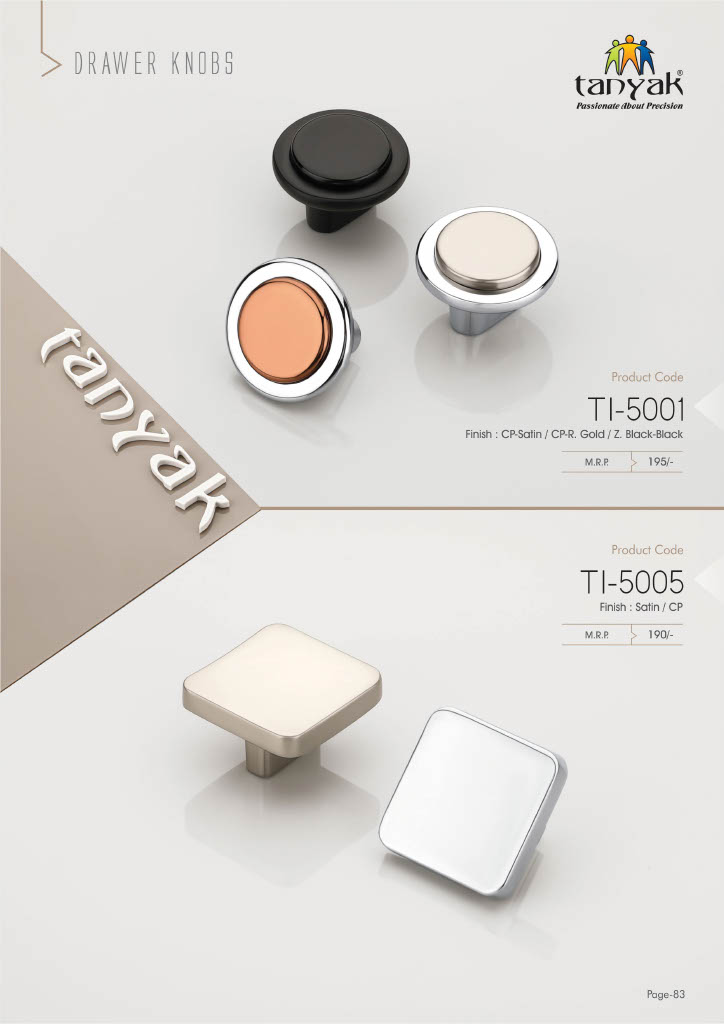 DRAWER KNOBS
tanyak®
Passionate About Precision
tanyak
Product Code
TI-5001
Finish : CP-Satin / CP-R. Gold / Z. Black-Black
M.R.P. 195/-
Product Code
TI-5005
Finish : Satin / CP
M.R.P. 190/-
Page-83